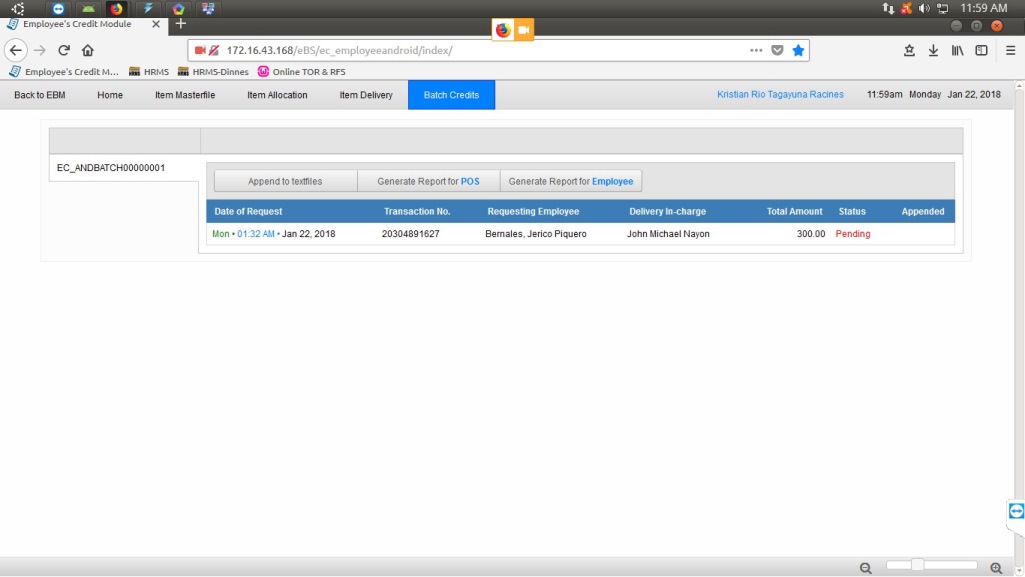 11:59 AM
Employee's Credit Module
172.16.43.168/eBS/ec_employeeandroid/index/
Employee's Credit M... HRMS HRMS-Dinnes Online TOR & RFS
Back to EBM Home Item Masterfile Item Allocation Item Delivery Batch Credits Kristian Rio Tagayuna Racines 11:59am Monday Jan 22, 2018
EC_ANDBATCH00000001
Append to textfiles Generate Report for POS Generate Report for Employee
Date of Request Transaction No. Requesting Employee Delivery In-charge Total Amount Status Appended
Mon • 01:32 AM • Jan 22, 2018 20304891627 Bernales, Jerico Piquero John Michael Nayon 300.00 Pending